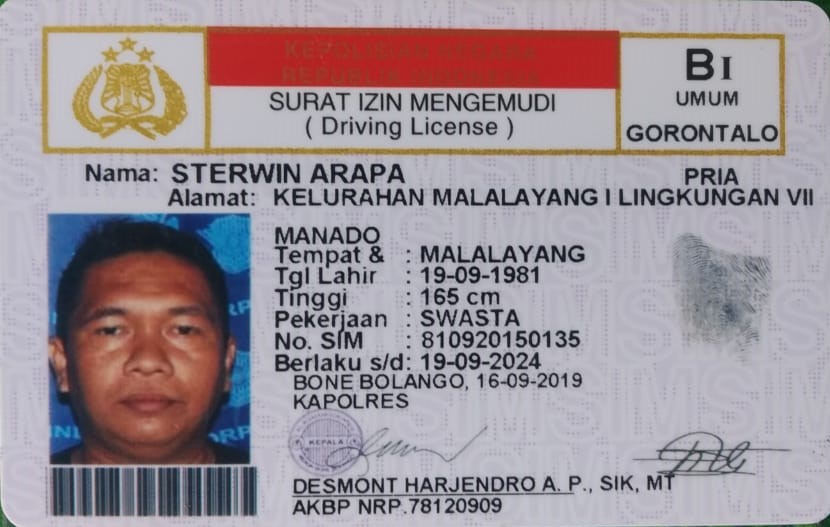 KEPOLISIAN NEGARA
REPUBLIK INDONESIA
SURAT IZIN MENGEMUDI
( Driving License )
BI
UMUM
GORONTALO
Nama: STERWIN ARAPA PRIA
Alamat: KELURAHAN MALALAYANG I LINGKUNGAN VII
MANADO
Tempat & : MALALAYANG
Tgl Lahir : 19-09-1981
Tinggi : 165 cm
Pekerjaan : SWASTA
No. SIM : 810920150135
Berlaku s/d: 19-09-2024
BONE BOLANGO, 16-09-2019
KAPOLRES
KEPALA
DESMONT HARJENDRO A. P., SIK, MT
AKBP NRP.78120909